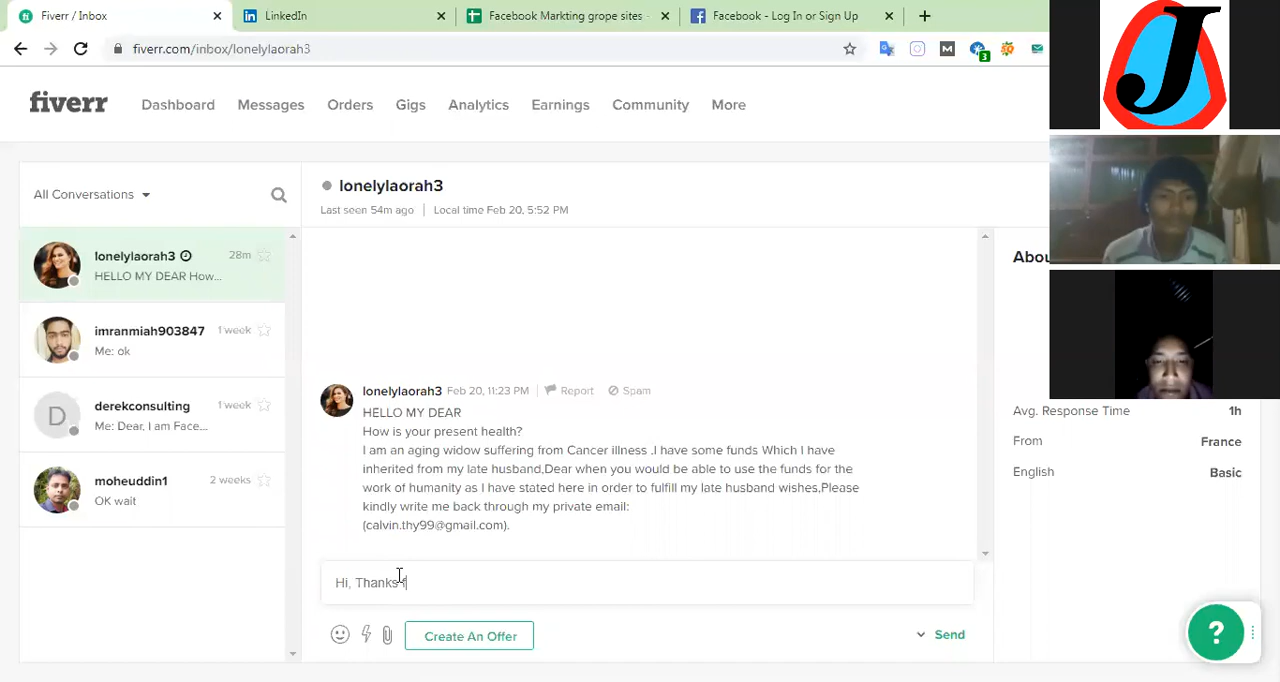 Fiverr / Inbox
LinkedIn
Facebook Markting grope sites -
Facebook - Log In or Sign Up
fiverr.com/inbox/lonelylaorah3
M
3
J
fiverr
Dashboard
Messages
Orders
Gigs
Analytics
Earnings
Community
More
All Conversations
lonelylaorah3
28m
HELLO MY DEAR How...
imranmiah903847
1 week
Me: ok
D
derekconsulting
1 week
Me: Dear, I am Face...
moheuddin1
2 weeks
OK wait
lonelylaorah3
Last seen 54m ago | Local time Feb 20, 5:52 PM
lonelylaorah3 Feb 20, 11:23 PM | Report Spam
HELLO MY DEAR
How is your present health?
I am an aging widow suffering from Cancer illness .I have some funds Which I have
inherited from my late husband,Dear when you would be able to use the funds for the
work of humanity as I have stated here in order to fulfill my late husband wishes,Please
kindly write me back through my private email:
(calvin.thy99@gmail.com).
Hi, Thanks
Create An Offer
Send
Abou
Avg. Response Time
1h
From
France
English
Basic
?